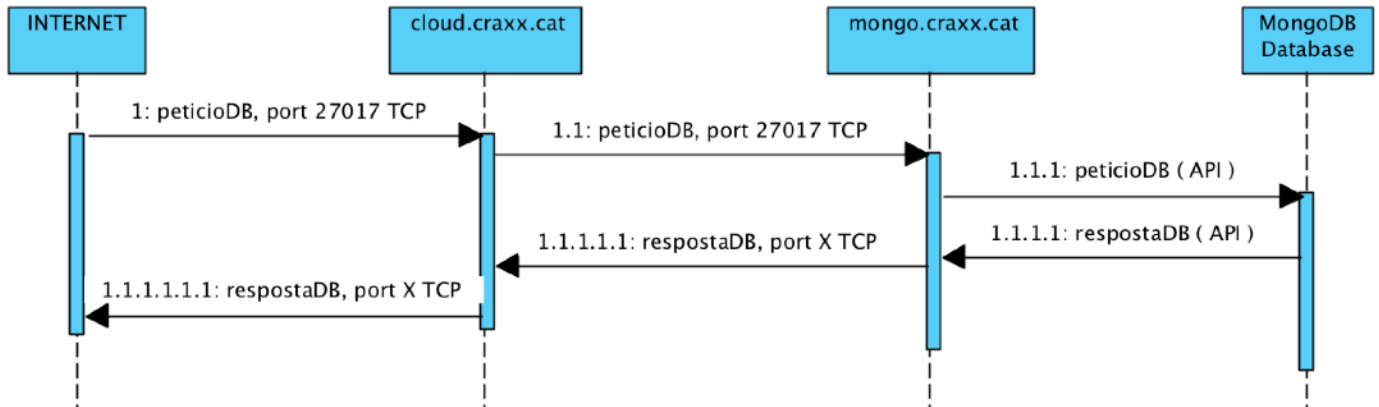 INTERNET
cloud.craxx.cat
mongo.craxx.cat
MongoDB
Database
1: peticioDB, port 27017 TCP
1.1: peticioDB, port 27017 TCP
1.1.1: peticioDB ( API )
1.1.1.1: respostaDB ( API )
1.1.1.1.1: respostaDB, port X TCP
1.1.1.1.1.1: respostaDB, port X TCP